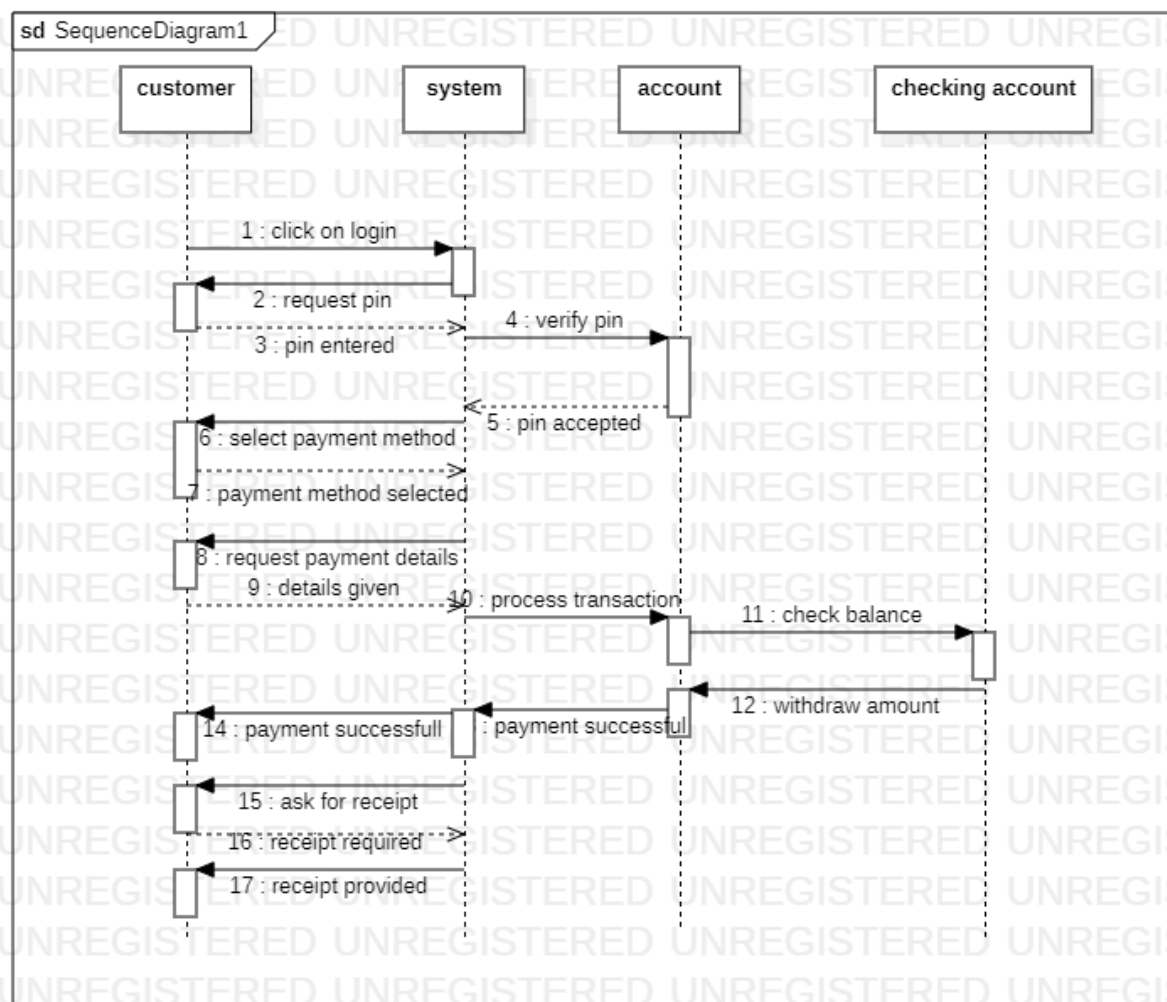 sd SequenceDiagram1
customer
system
account
checking account
1 : click on login
2 : request pin
3 : pin entered
4 : verify pin
5 : pin accepted
6 : select payment method
7 : payment method selected
8 : request payment details
9 : details given
10 : process transaction
11 : check balance
12 : withdraw amount
: payment successful
14 : payment successfull
15 : ask for receipt
16 : receipt required
17 : receipt provided
UNREGISTERED